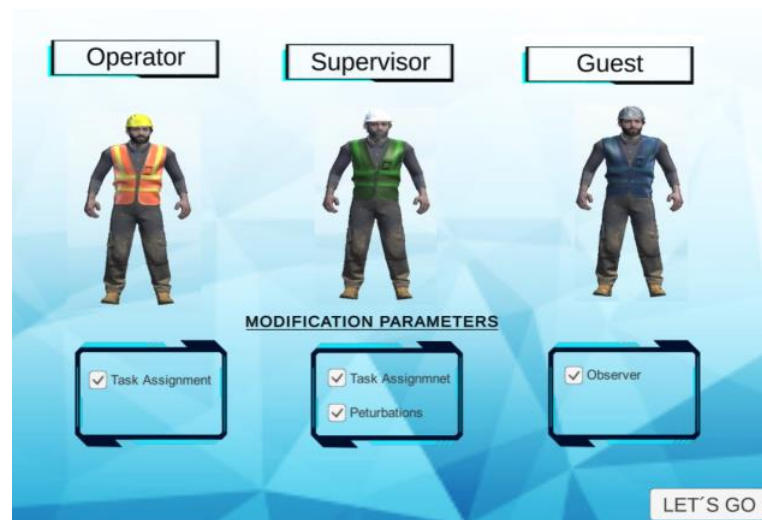 Operator
Supervisor
Guest
MODIFICATION PARAMETERS
Task Assignment
Task Assignmnet
Peturbations
Observer
LET´S GO